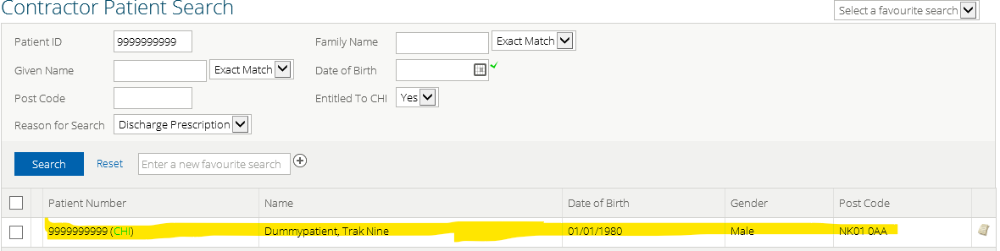 Contractor Patient Search
Select a favourite search
Patient ID 9999999999 Family Name Exact Match
Given Name Exact Match Date of Birth
Post Code Entitled To CHI Yes
Reason for Search Discharge Prescription
Search Reset Enter a new favourite search
Patient Number Name Date of Birth Gender Post Code
9999999999 (CHI) Dummypatient, Trak Nine 01/01/1980 Male NK01 0AA